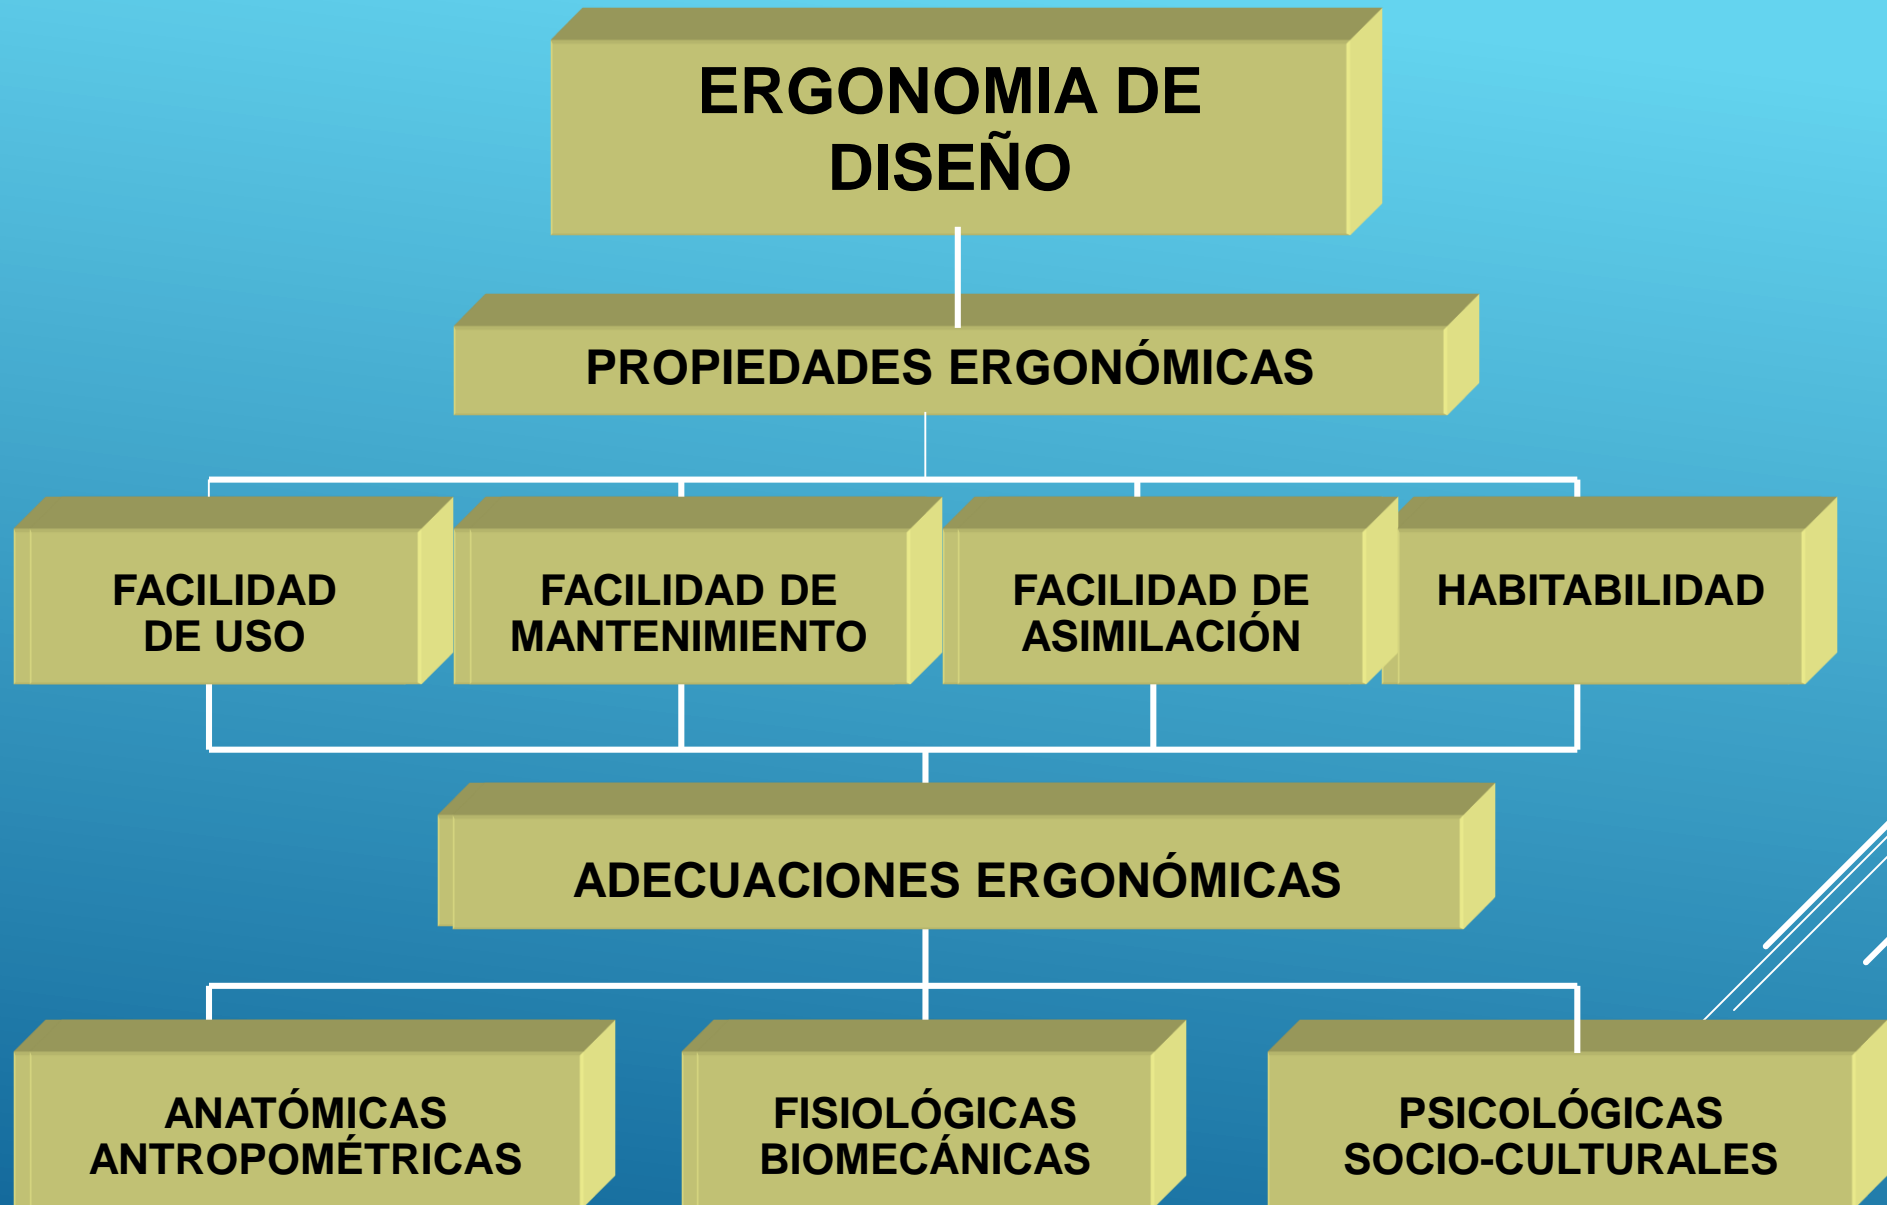 ERGONOMIA DE
DISEÑO
PROPIEDADES ERGONÓMICAS
FACILIDAD
DE USO
FACILIDAD DE
MANTENIMIENTO
FACILIDAD DE
ASIMILACIÓN
HABITABILIDAD
ADECUACIONES ERGONÓMICAS
ANATÓMICAS
ANTROPOMÉTRICAS
FISIOLÓGICAS
BIOMECÁNICAS
PSICOLÓGICAS
SOCIO-CULTURALES